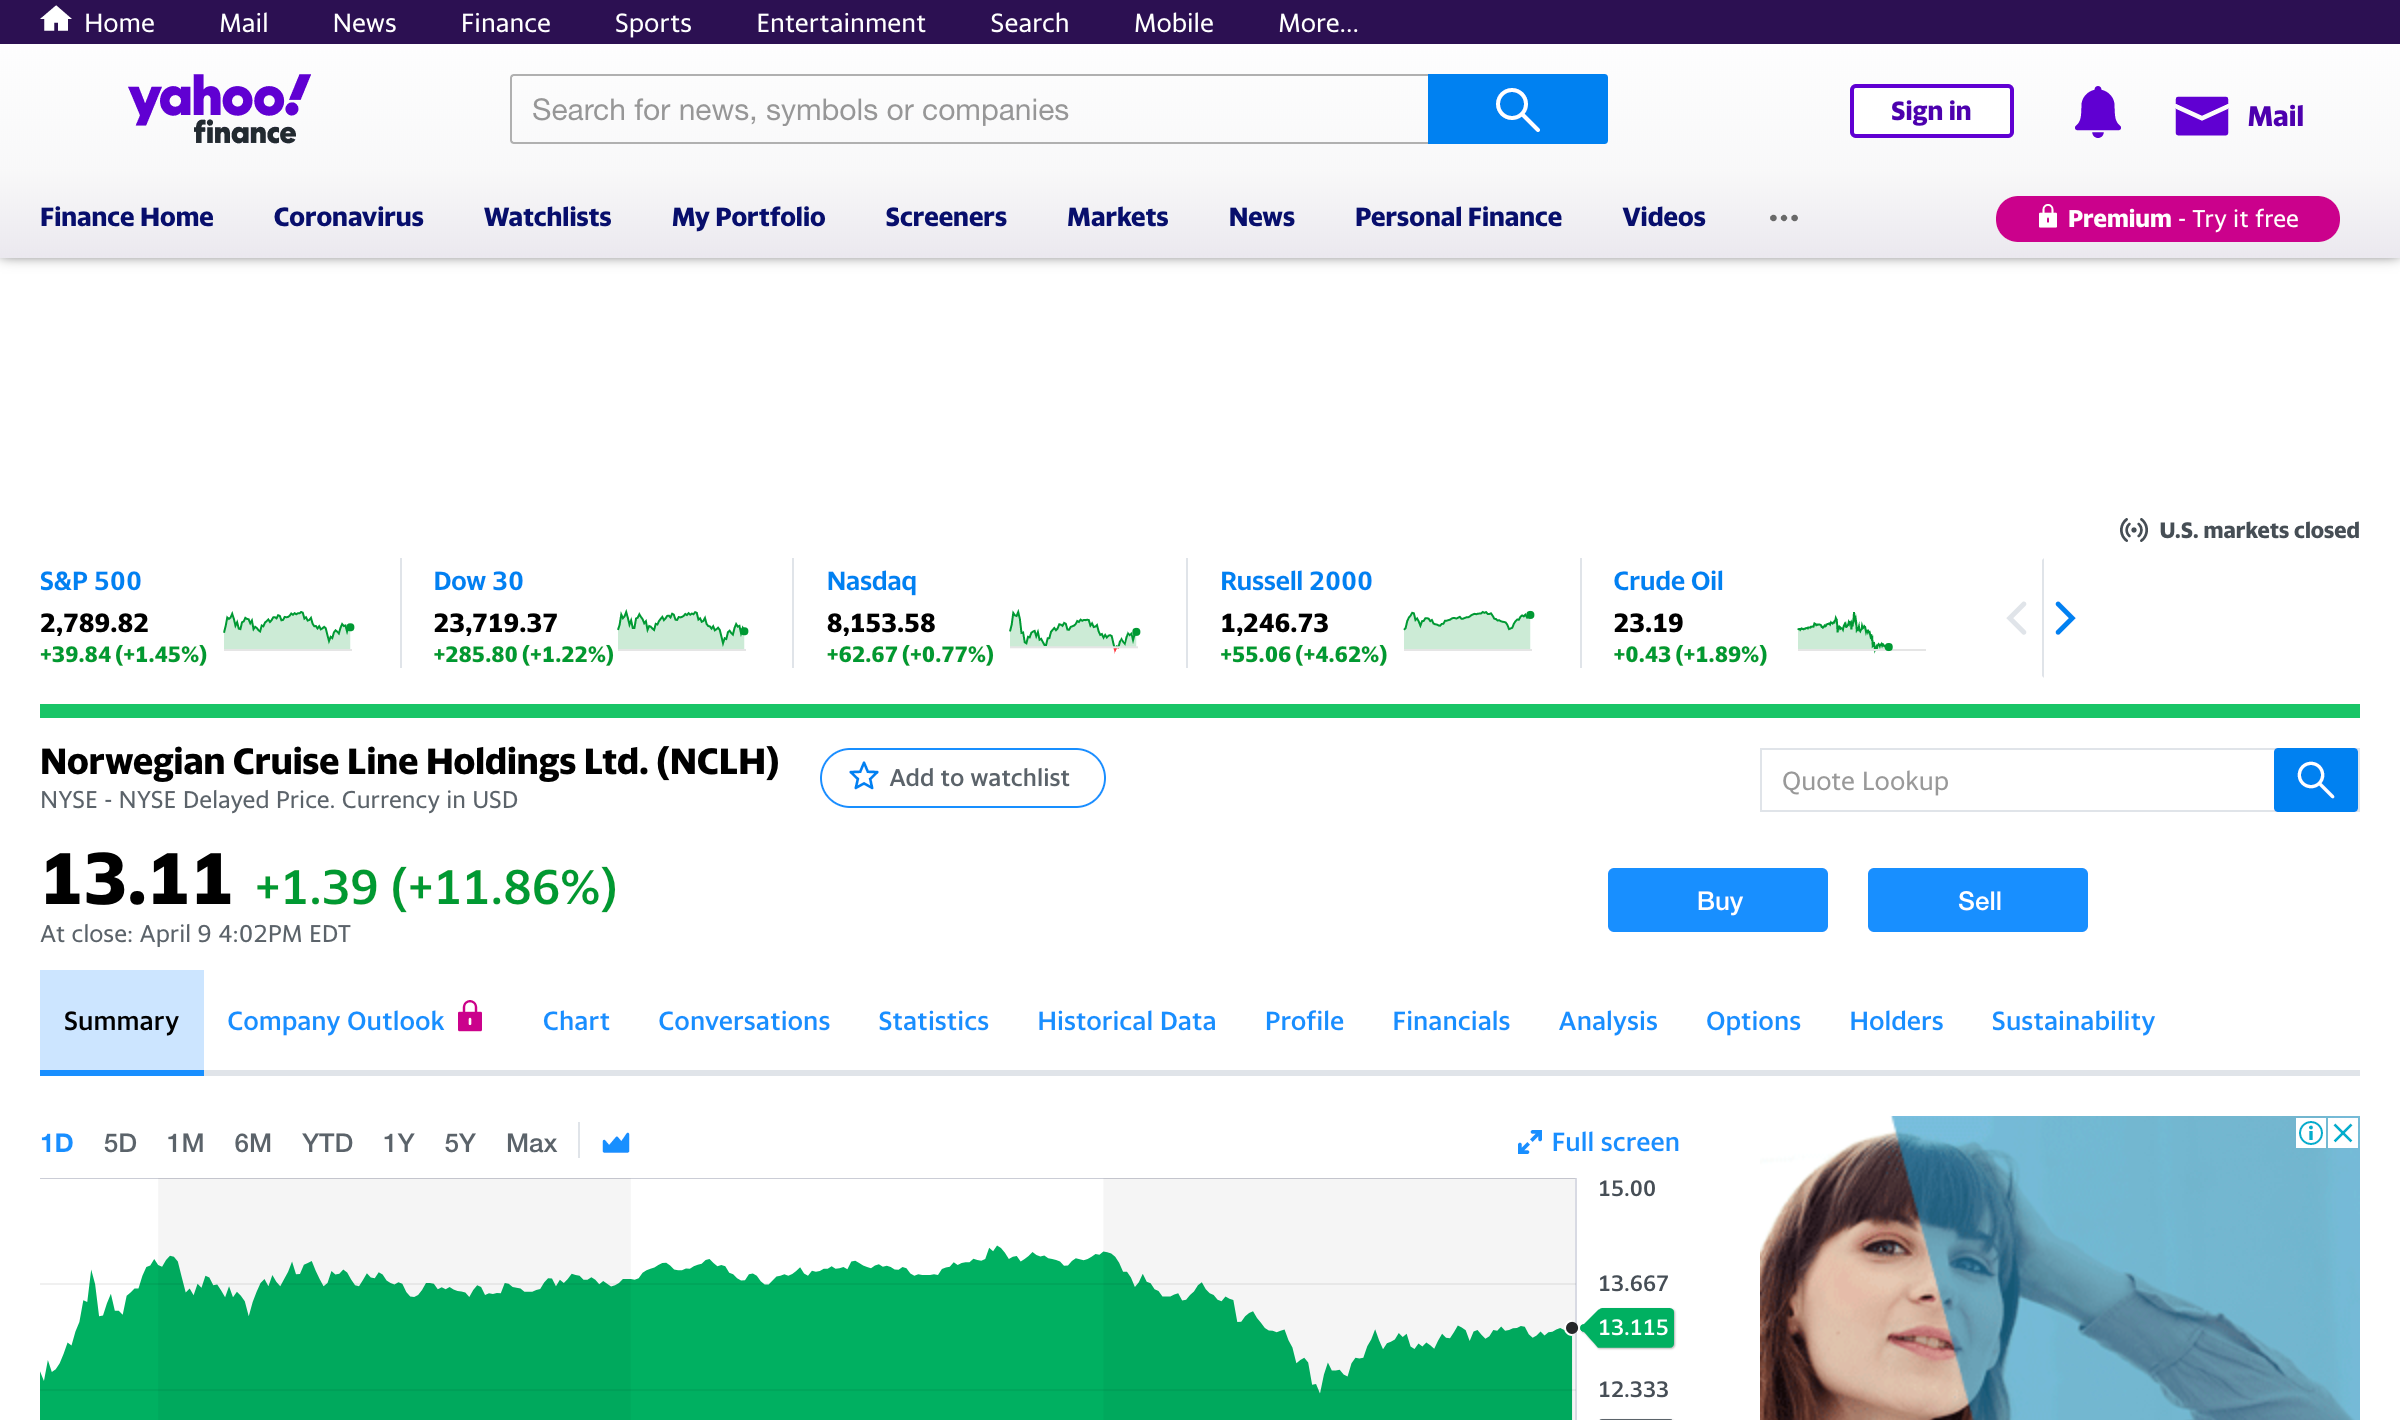 Home Mail News Finance Sports Entertainment Search Mobile More...
yahoo!
finance
Search for news, symbols or companies
Sign in
Mail
Finance Home Coronavirus Watchlists My Portfolio Screeners Markets News Personal Finance Videos •••
Premium - Try it free
U.S. markets closed
S&P 500
2,789.82
+39.84 (+1.45%)
Dow 30
23,719.37
+285.80 (+1.22%)
Nasdaq
8,153.58
+62.67 (+0.77%)
Russell 2000
1,246.73
+55.06 (+4.62%)
Crude Oil
23.19
+0.43 (+1.89%)
Norwegian Cruise Line Holdings Ltd. (NCLH)
NYSE - NYSE Delayed Price. Currency in USD
Add to watchlist
Quote Lookup
13.11 +1.39 (+11.86%)
At close: April 9 4:02PM EDT
Buy
Sell
Summary Company Outlook Chart Conversations Statistics Historical Data Profile Financials Analysis Options Holders Sustainability
1D 5D 1M 6M YTD 1Y 5Y Max
Full screen
15.00
13.667
13.115
12.333